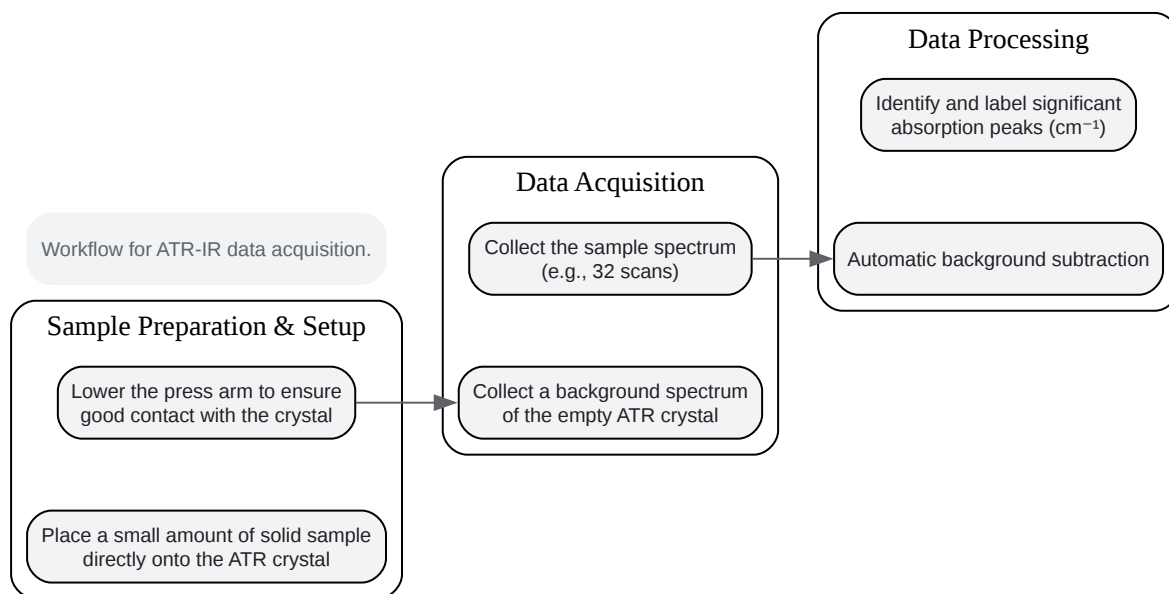 Workflow for ATR-IR data acquisition.
Sample Preparation & Setup
Lower the press arm to ensure
good contact with the crystal
Place a small amount of solid sample
directly onto the ATR crystal
Data Acquisition
Collect the sample spectrum
(e.g., 32 scans)
Collect a background spectrum
of the empty ATR crystal
Data Processing
Identify and label significant
absorption peaks (cm⁻¹)
Automatic background subtraction